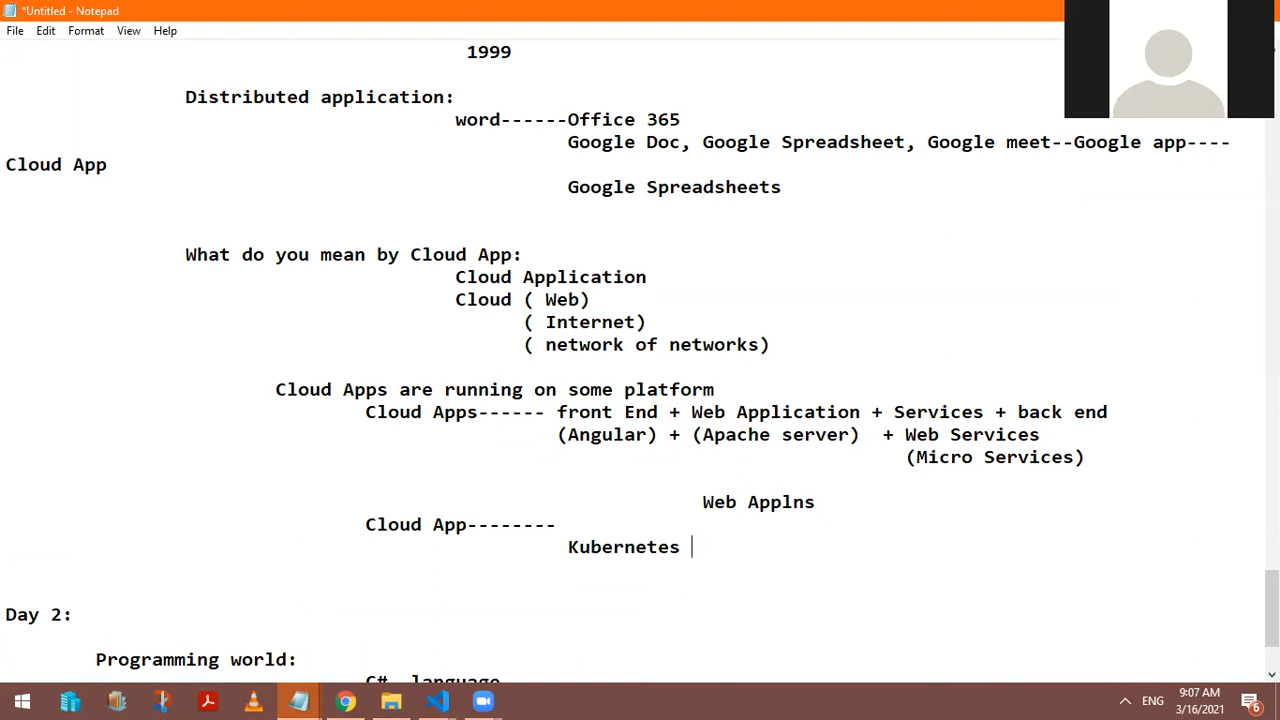 *Untitled - Notepad
File Edit Format View Help
1999
Distributed application:
word------Office 365
Google Doc, Google Spreadsheet, Google meet--Google app----
Cloud App
Google Spreadsheets
What do you mean by Cloud App:
Cloud Application
Cloud ( Web)
( Internet)
( network of networks)
Cloud Apps are running on some platform
Cloud Apps------ front End + Web Application + Services + back end
(Angular) + (Apache server) + Web Services
(Micro Services)
Web Applns
Cloud App--------
Kubernetes
Day 2:
Programming world:
C# language
ENG
9:07 AM
3/16/2021
6